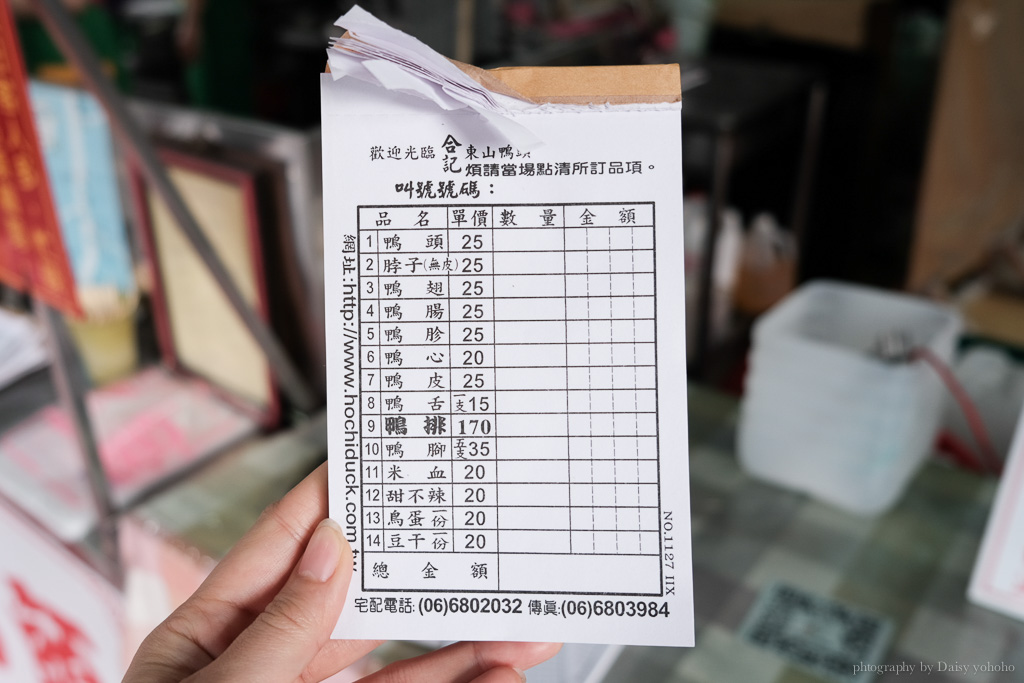 歡迎光臨 合記 東山鴨頭
煩請當場點清所訂品項。
叫號號碼：
品名 單價 數量 金額
1 鴨頭 25
2 脖子(無皮) 25
3 鴨翅 25
4 鴨腸 25
5 鴨胗 25
6 鴨心 20
7 鴨皮 25
8 鴨舌 一支15
9 鴨排 170
10 鴨腳 五支35
11 米血 20
12 甜不辣 20
13 鳥蛋一份 20
14 豆干一份 20
總金額
網址:http://www.hochiduck.com.tw
NO.1127 IIX
宅配電話:(06)6802032 傳眞:(06)6803984
photography by Daisy yohoho